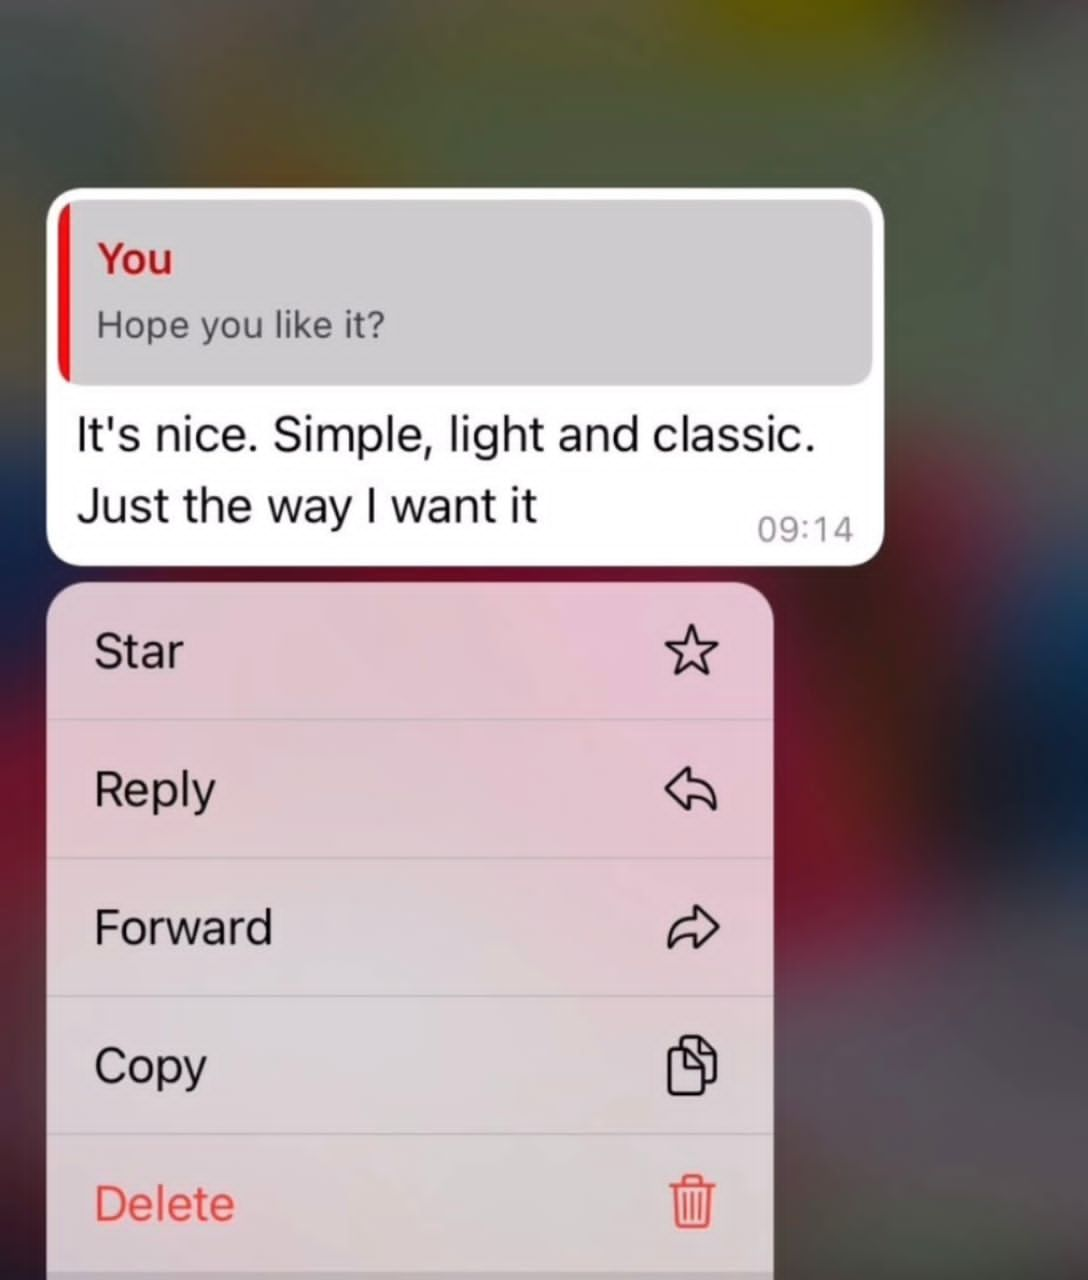 You
Hope you like it?
It's nice. Simple, light and classic.
Just the way I want it
09:14
Star
Reply
Forward
Copy
Delete